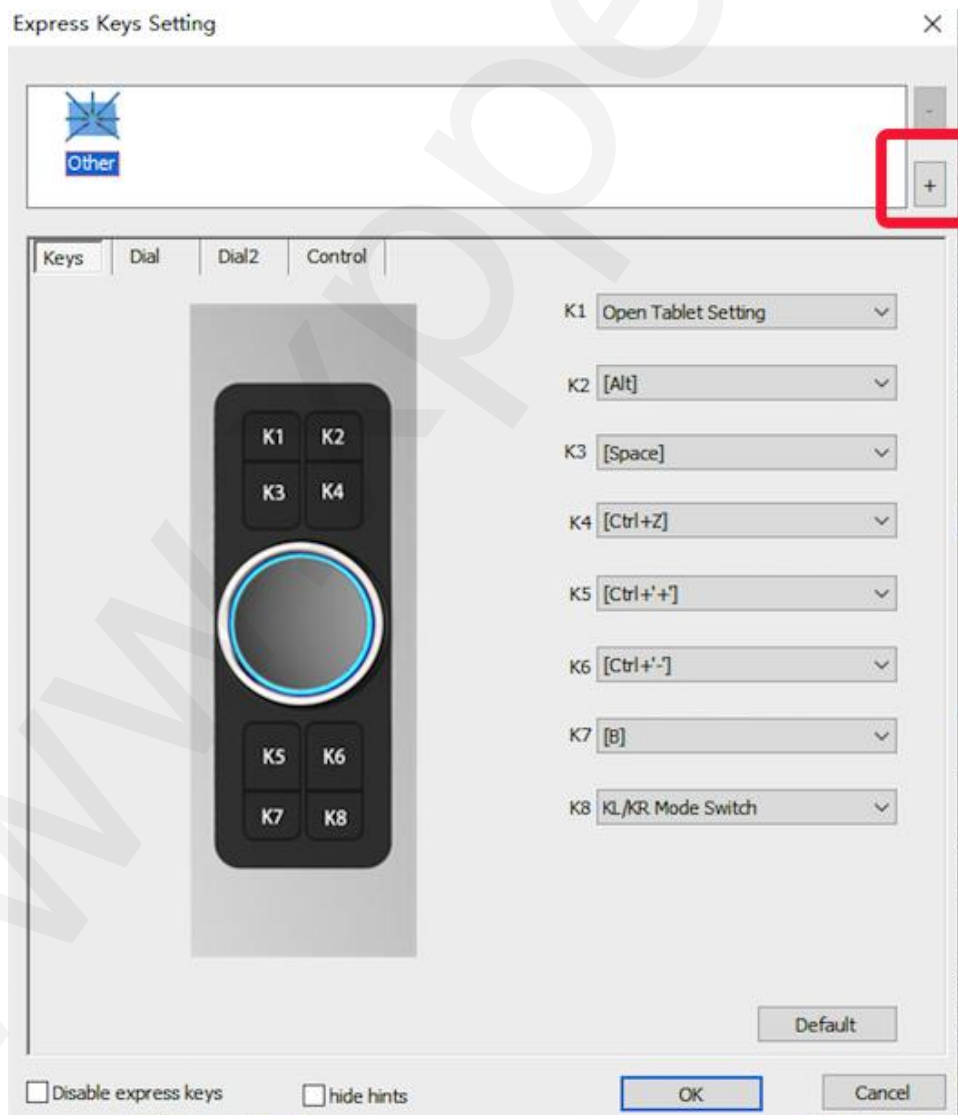 Express Keys Setting
-
Other
+
Keys Dial Dial2 Control
K1 Open Tablet Setting
K2 [Alt]
K1 K2
K3 [Space]
K3 K4
K4 [Ctrl+Z]
K5 [Ctrl+'+']
K6 [Ctrl+'-']
K7 [B]
K5 K6
K8 KL/KR Mode Switch
K7 K8
Default
Disable express keys hide hints OK Cancel